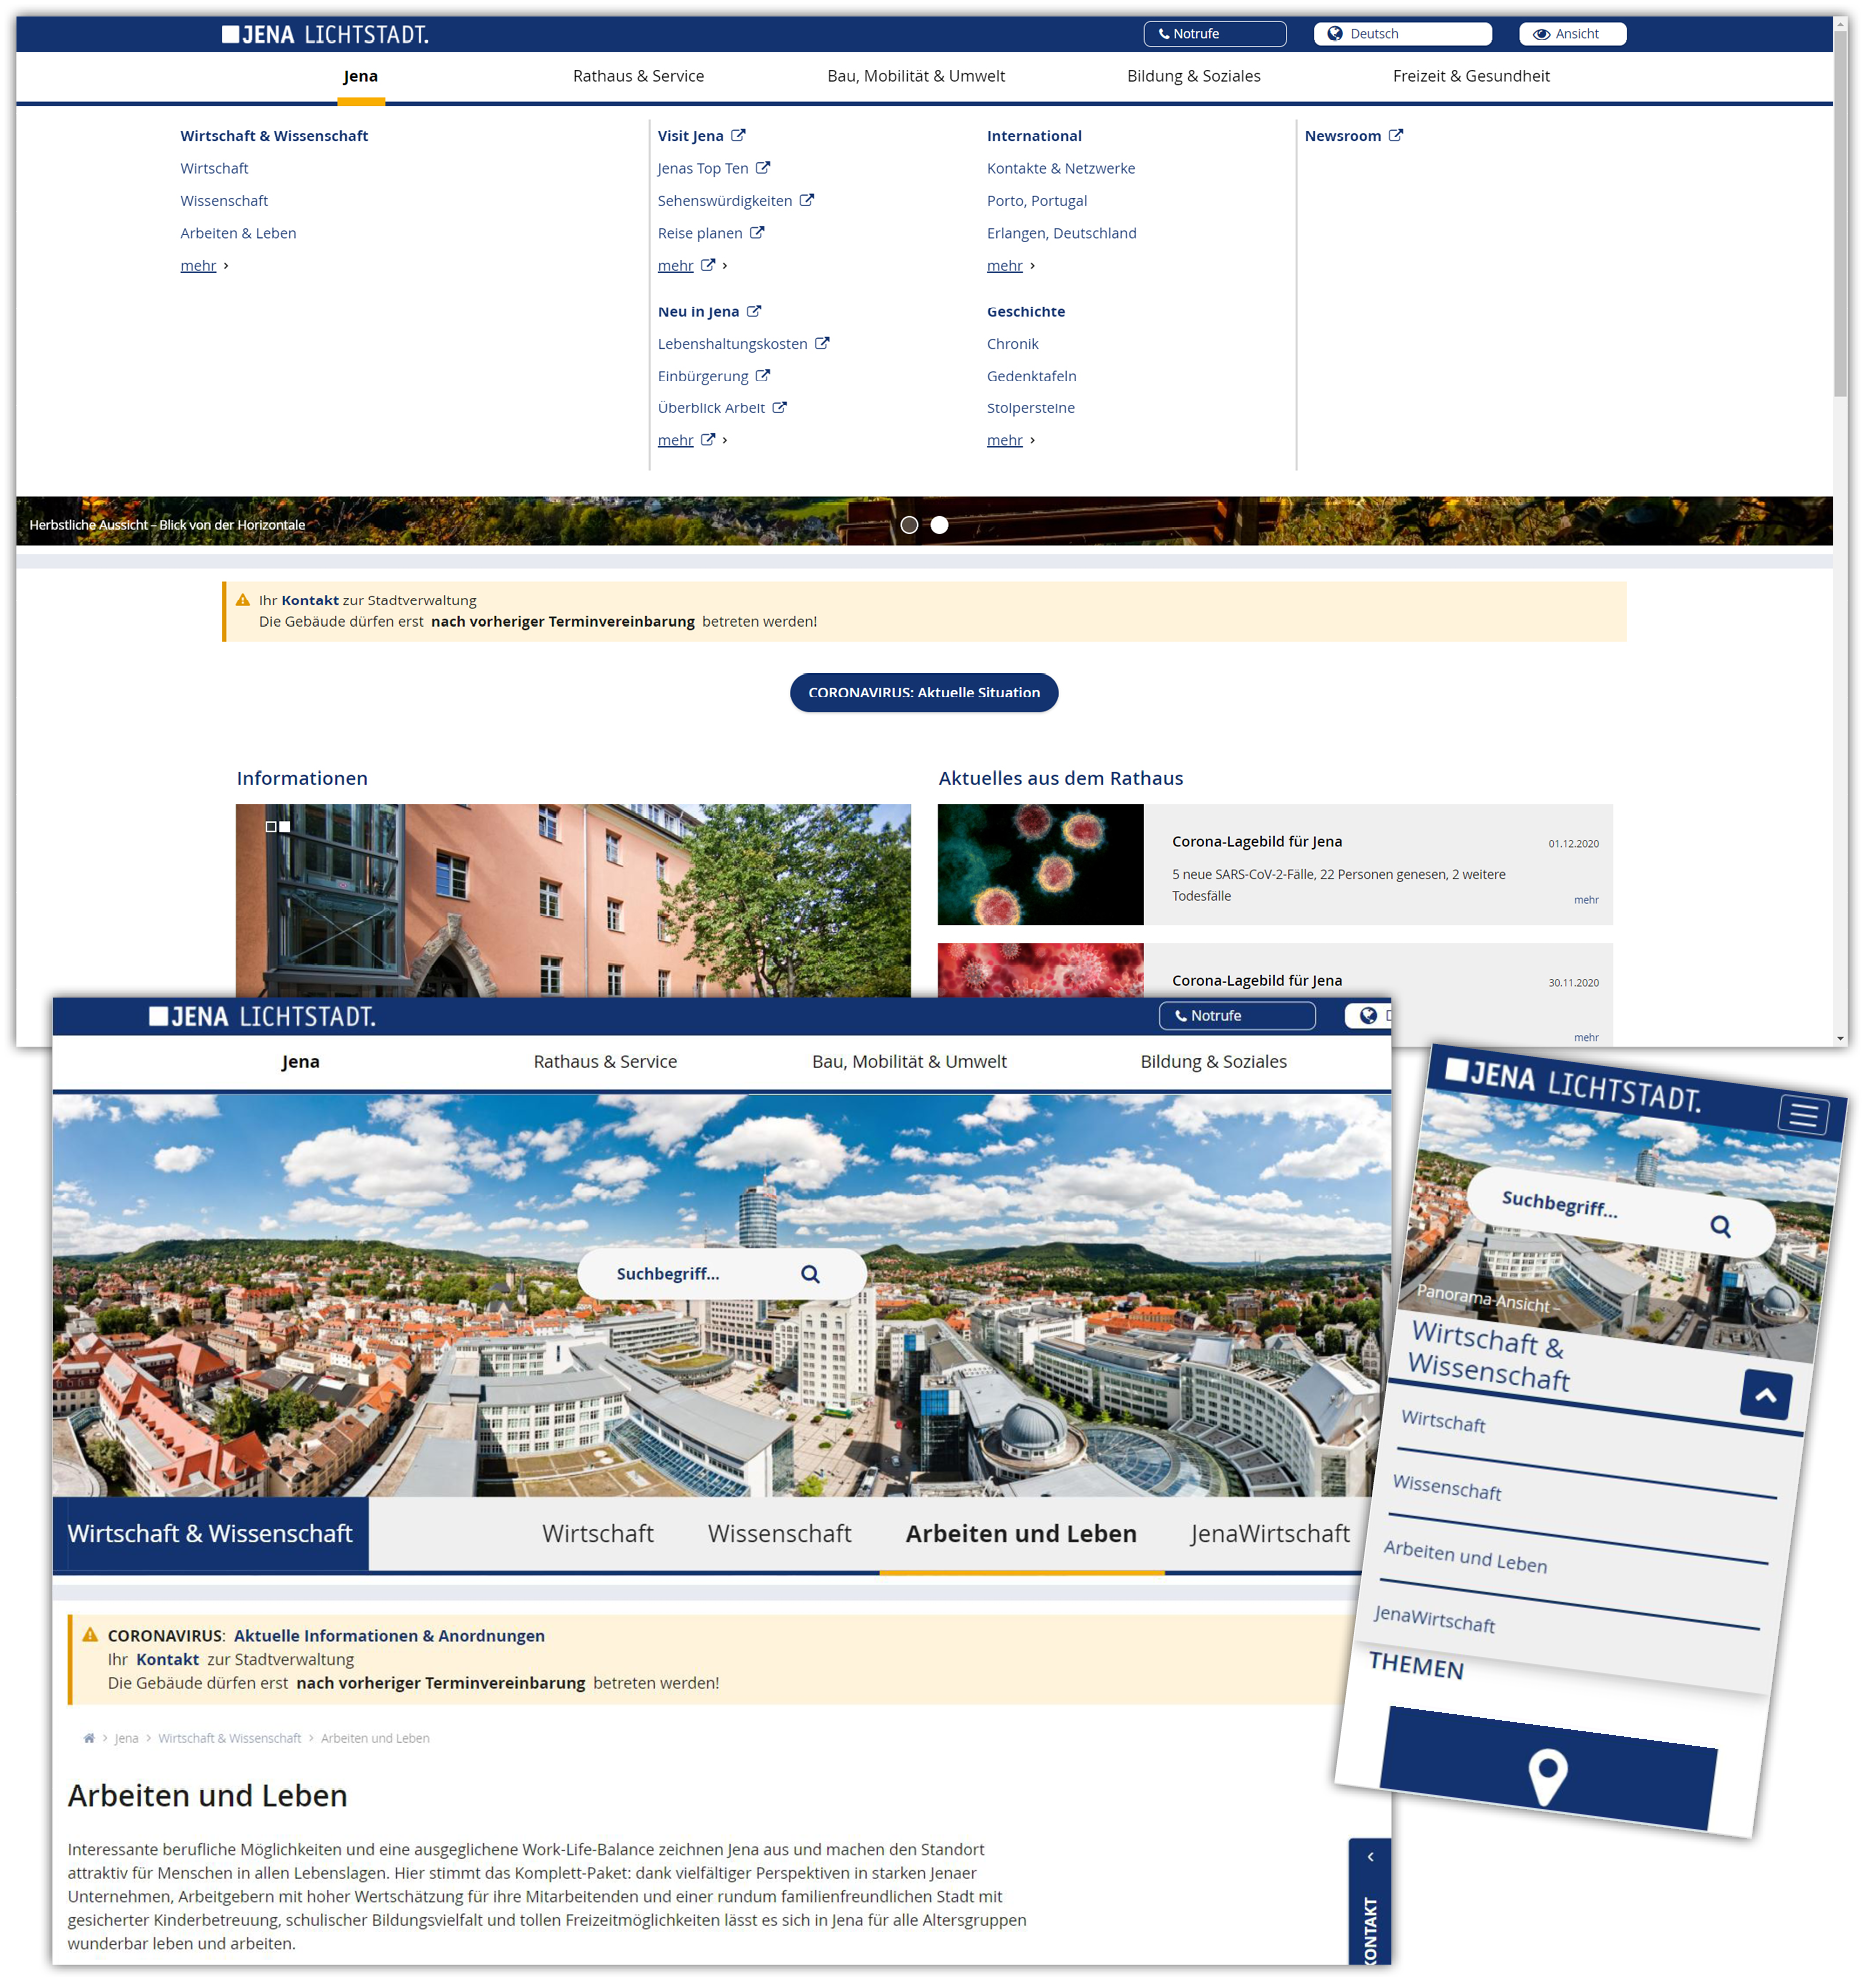 JENA LICHTSTADT.
Notrufe
Deutsch
Ansicht
Jena
Rathaus & Service
Bau, Mobilität & Umwelt
Bildung & Soziales
Freizeit & Gesundheit
Wirtschaft & Wissenschaft
Wirtschaft
Wissenschaft
Arbeiten & Leben
mehr ›
Visit Jena
Jenas Top Ten
Sehenswürdigkeiten
Reise planen
mehr ›
Neu in Jena
Lebenshaltungskosten
Einbürgerung
Überblick Arbeit
mehr ›
International
Kontakte & Netzwerke
Porto, Portugal
Erlangen, Deutschland
mehr ›
Geschichte
Chronik
Gedenktafeln
Stolpersteine
mehr ›
Newsroom
Herbstliche Aussicht – Blick von der Horizontale
Ihr Kontakt zur Stadtverwaltung
Die Gebäude dürfen erst nach vorheriger Terminvereinbarung betreten werden!
CORONAVIRUS: Aktuelle Situation
Informationen
Aktuelles aus dem Rathaus
Corona-Lagebild für Jena
01.12.2020
5 neue SARS-CoV-2-Fälle, 22 Personen genesen, 2 weitere
Todesfälle
mehr
Corona-Lagebild für Jena
30.11.2020
mehr
JENA LICHTSTADT.
Notrufe
D
Jena
Rathaus & Service
Bau, Mobilität & Umwelt
Bildung & Soziales
Suchbegriff...
Wirtschaft & Wissenschaft
Wirtschaft
Wissenschaft
Arbeiten und Leben
JenaWirtschaft
CORONAVIRUS: Aktuelle Informationen & Anordnungen
Ihr Kontakt zur Stadtverwaltung
Die Gebäude dürfen erst nach vorheriger Terminvereinbarung betreten werden!
› Jena › Wirtschaft & Wissenschaft › Arbeiten und Leben
Arbeiten und Leben
Interessante berufliche Möglichkeiten und eine ausgeglichene Work-Life-Balance zeichnen Jena aus und machen den Standort
attraktiv für Menschen in allen Lebenslagen. Hier stimmt das Komplett-Paket: dank vielfältiger Perspektiven in starken Jenaer
Unternehmen, Arbeitgebern mit hoher Wertschätzung für ihre Mitarbeitenden und einer rundum familienfreundlichen Stadt mit
gesicherter Kinderbetreuung, schulischer Bildungsvielfalt und tollen Freizeitmöglichkeiten lässt es sich in Jena für alle Altersgruppen
wunderbar leben und arbeiten.
KONTAKT
JENA LICHTSTADT.
Suchbegriff...
Panorama-Ansicht –
Wirtschaft &
Wissenschaft
Wirtschaft
Wissenschaft
Arbeiten und Leben
JenaWirtschaft
THEMEN